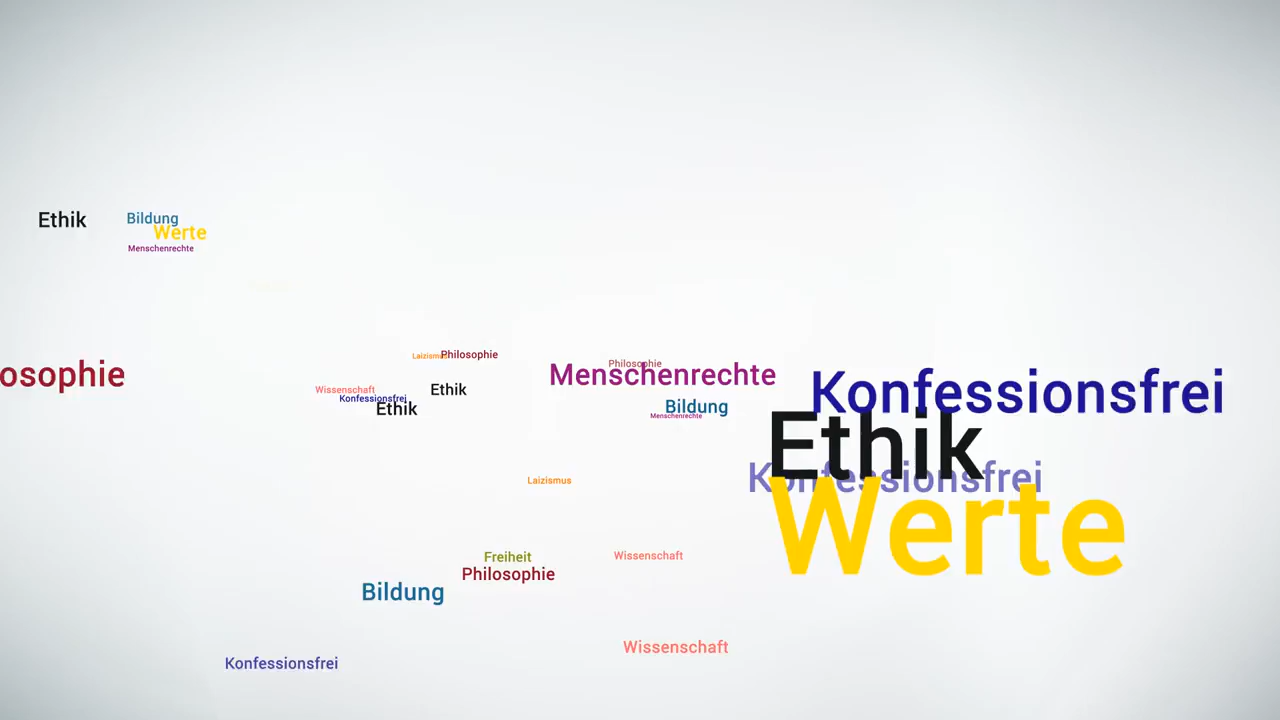 Ethik
Bildung
Werte
Menschenrechte
Laizismus
Philosophie
Philosophie
osophie
Menschenrechte
Wissenschaft
Ethik
Konfessionsfrei
Konfessionsfrei
Ethik
Bildung
Menschenrechte
Ethik
Konfessionsfrei
Laizismus
Werte
Freiheit
Wissenschaft
Philosophie
Bildung
Wissenschaft
Konfessionsfrei